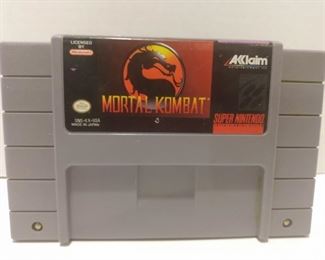 LICENSED
BY
Nintendo
AKKlaim
MORTAL KOMBAT
SNS-KX-USA
MADE IN JAPAN
SUPER NINTENDO